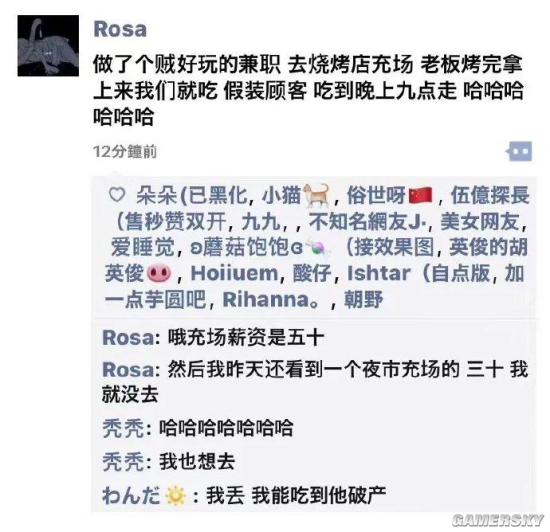 Rosa
做了个贼好玩的兼职 去烧烤店充场 老板烤完拿
上来我们就吃 假装顾客 吃到晚上九点走 哈哈哈
哈哈哈
12分鐘前
♡ 朵朵(已黑化, 小猫🐈, 俗世呀🇨🇳, 伍億探長
（售秒赞双开, 九九, , 不知名網友J·, 美女网友,
爱睡觉, ʚ蘑菇饱饱ɞ🍬（接效果图, 英俊的胡
英俊🐽, Hoiiuem, 酸仔, Ishtar（自点版, 加
一点芋圆吧, Rihanna。, 朝野
Rosa: 哦充场薪资是五十
Rosa: 然后我昨天还看到一个夜市充场的 三十 我
就没去
秃秃: 哈哈哈哈哈哈哈
秃秃: 我也想去
わんだ🔆: 我丢 我能吃到他破产
GAMERSKY